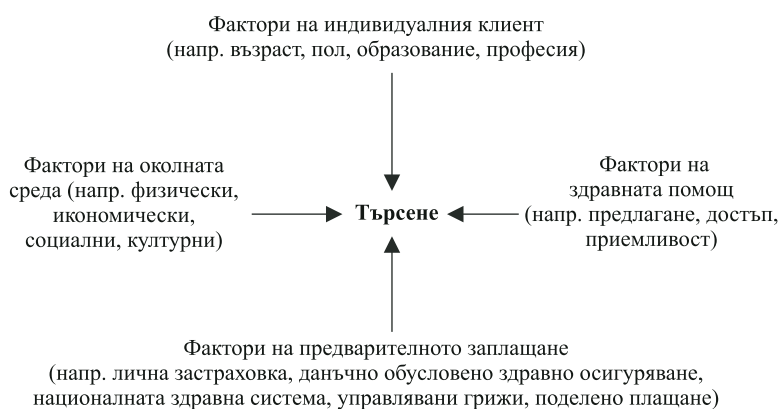 Фактори на индивидуалния клиент
(напр. възраст, пол, образование, професия)
Фактори на околната
среда (напр. физически,
икономически,
социални, културни)
Търсене
Фактори на
здравната помощ
(напр. предлагане, достъп,
приемливост)
Фактори на предварителното заплащане
(напр. лична застраховка, данъчно обусловено здравно осигуряване,
националната здравна система, управлявани грижи, поделено плащане)